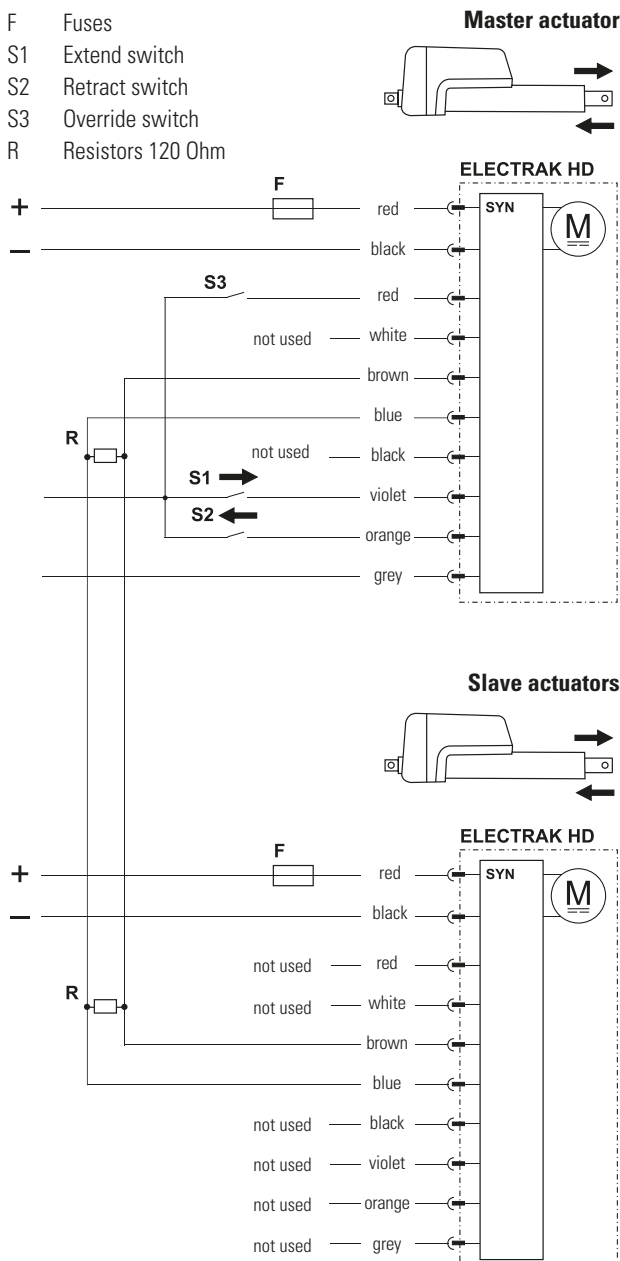 F Fuses
S1 Extend switch
S2 Retract switch
S3 Override switch
R Resistors 120 Ohm
Master actuator
ELECTRAK HD
+ F red SYN M
− black
S3 red
not used white
brown
blue
R
not used black
S1 violet
S2 orange
grey
Slave actuators
ELECTRAK HD
+ F red SYN M
− black
not used red
R
not used white
brown
blue
not used black
not used violet
not used orange
not used grey